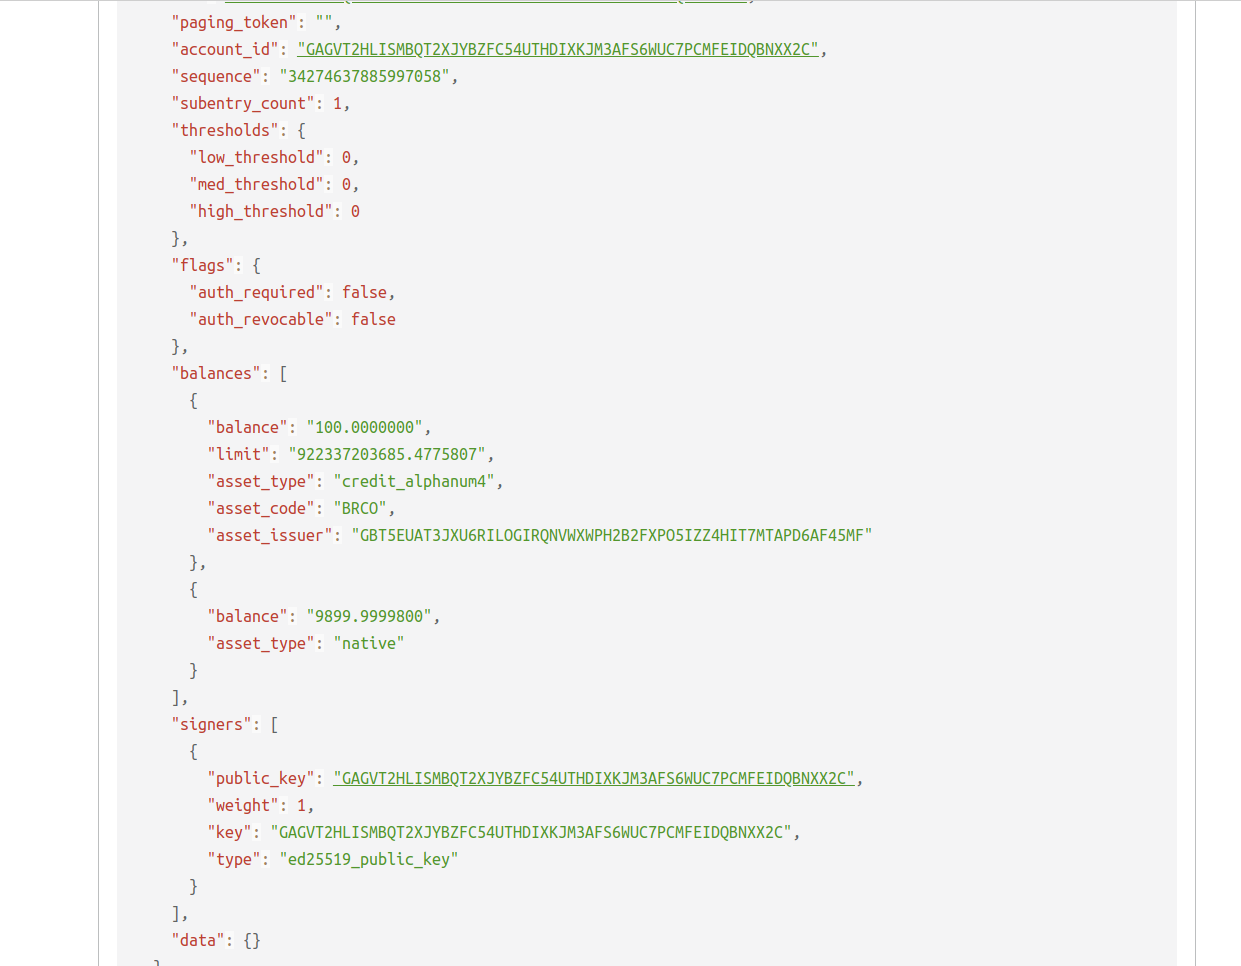 "paging_token": "",
"account_id": "GAGVT2HLISMBQT2XJYBZFC54UTHDIXKJM3AFS6WUC7PCMFEIDQBNXX2C",
"sequence": "34274637885997058",
"subentry_count": 1,
"thresholds": {
"low_threshold": 0,
"med_threshold": 0,
"high_threshold": 0
},
"flags": {
"auth_required": false,
"auth_revocable": false
},
"balances": [
{
"balance": "100.0000000",
"limit": "922337203685.4775807",
"asset_type": "credit_alphanum4",
"asset_code": "BRCO",
"asset_issuer": "GBT5EUAT3JXU6RILOGIRQNVWXWPH2B2FXPO5IZZ4HIT7MTAPD6AF45MF"
},
{
"balance": "9899.9999800",
"asset_type": "native"
}
],
"signers": [
{
"public_key": "GAGVT2HLISMBQT2XJYBZFC54UTHDIXKJM3AFS6WUC7PCMFEIDQBNXX2C",
"weight": 1,
"key": "GAGVT2HLISMBQT2XJYBZFC54UTHDIXKJM3AFS6WUC7PCMFEIDQBNXX2C",
"type": "ed25519_public_key"
}
],
"data": {}
}